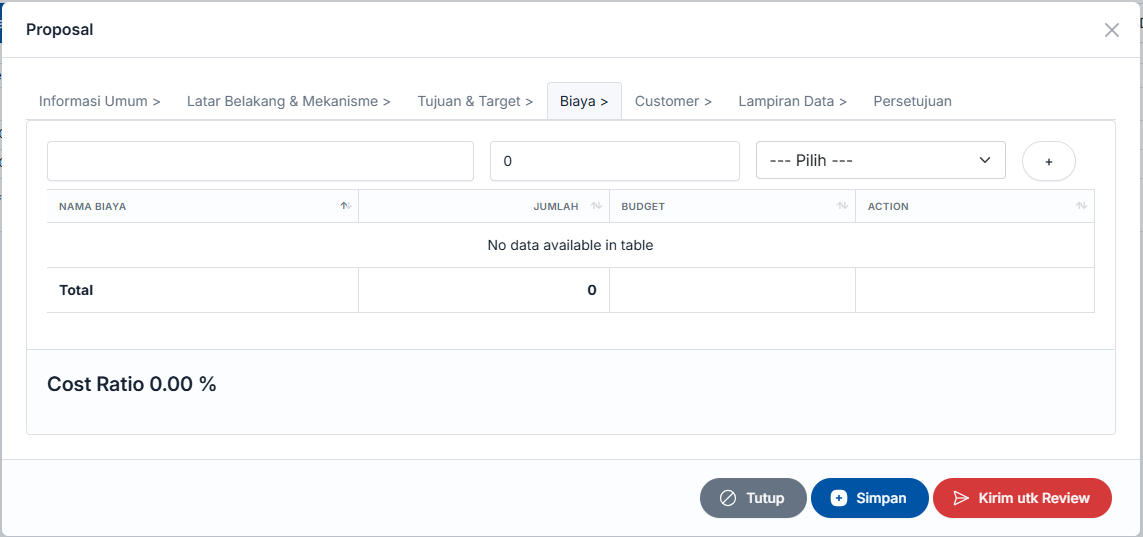 Proposal
Informasi Umum > Latar Belakang & Mekanisme > Tujuan & Target > Biaya > Customer > Lampiran Data > Persetujuan
0 --- Pilih --- +
NAMA BIAYA JUMLAH BUDGET ACTION
No data available in table
Total 0
Cost Ratio 0.00 %
Tutup Simpan Kirim utk Review